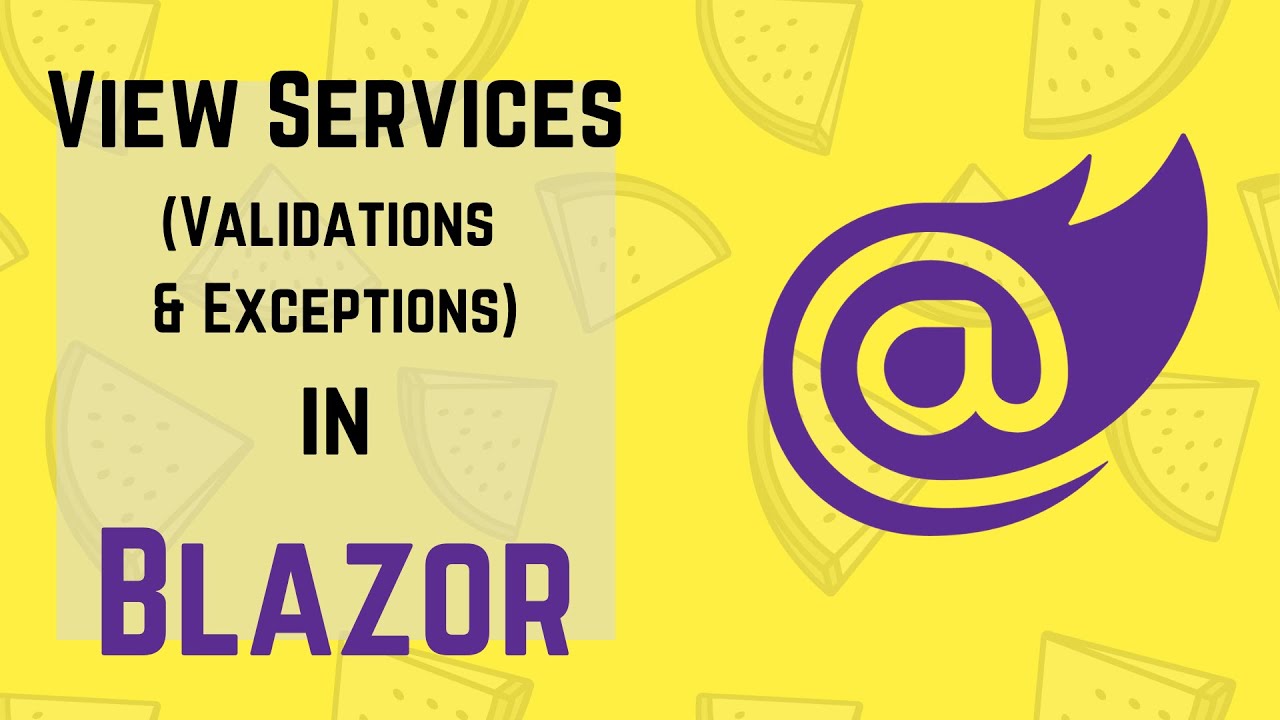 View Services
(Validations
& Exceptions)
in
Blazor
@